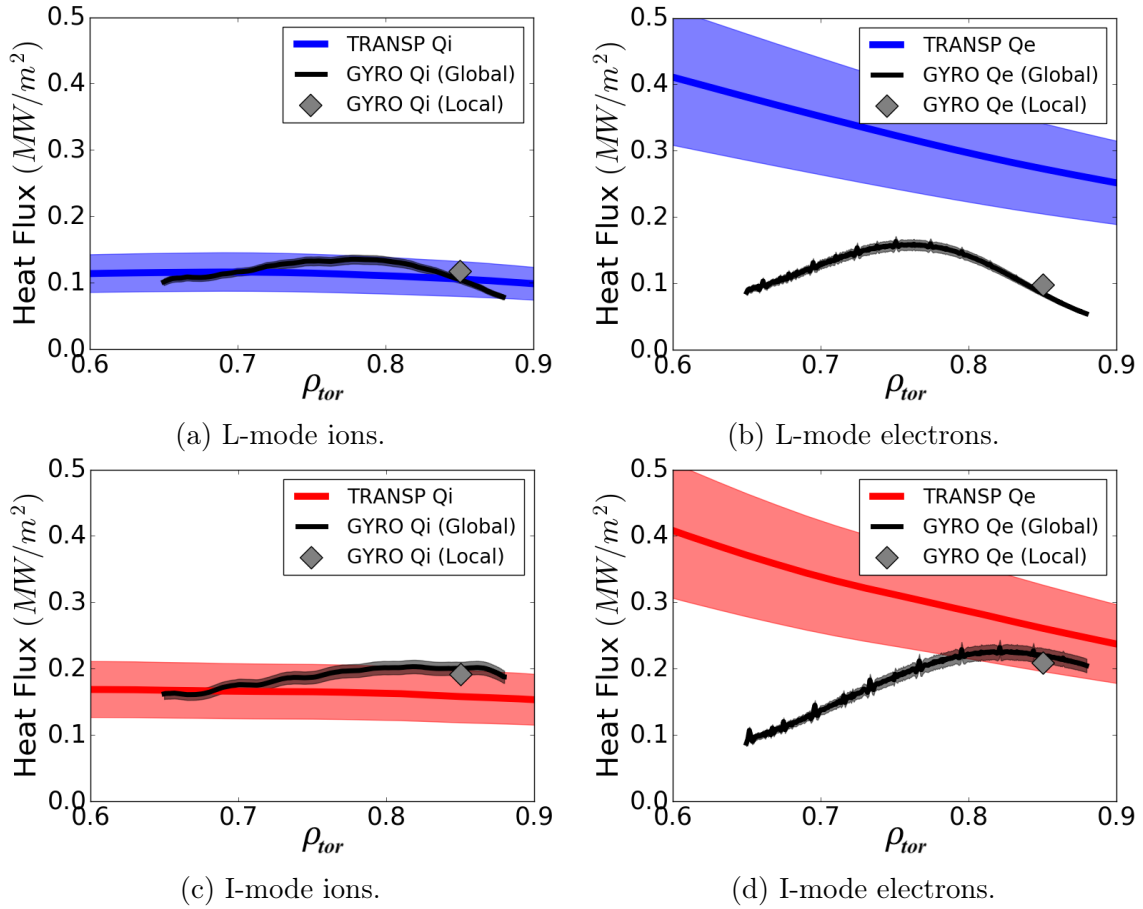 0.5
0.4
0.3
0.2
0.1
0.0
Heat Flux (MW/m²)
TRANSP Qi
GYRO Qi (Global)
GYRO Qi (Local)
0.6 0.7 0.8 0.9
ρtor
(a) L-mode ions.
0.5
0.4
0.3
0.2
0.1
0.0
Heat Flux (MW/m²)
TRANSP Qe
GYRO Qe (Global)
GYRO Qe (Local)
0.6 0.7 0.8 0.9
ρtor
(b) L-mode electrons.
0.5
0.4
0.3
0.2
0.1
0.0
Heat Flux (MW/m²)
TRANSP Qi
GYRO Qi (Global)
GYRO Qi (Local)
0.6 0.7 0.8 0.9
ρtor
(c) I-mode ions.
0.5
0.4
0.3
0.2
0.1
0.0
Heat Flux (MW/m²)
TRANSP Qe
GYRO Qe (Global)
GYRO Qe (Local)
0.6 0.7 0.8 0.9
ρtor
(d) I-mode electrons.